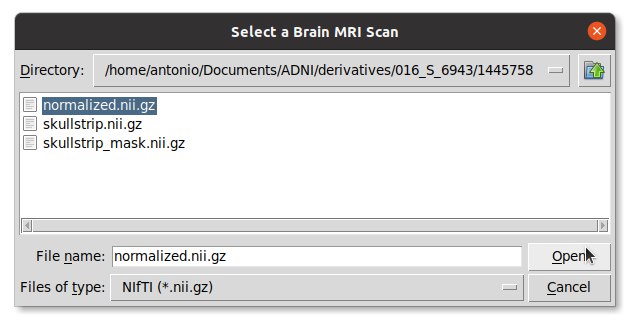 Select a Brain MRI Scan
Directory: /home/antonio/Documents/ADNI/derivatives/016_S_6943/1445758
normalized.nii.gz
skullstrip.nii.gz
skullstrip_mask.nii.gz
File name: normalized.nii.gz Open
Files of type: NIfTI (*.nii.gz) Cancel